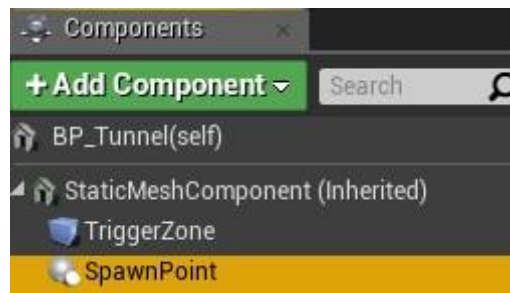 Components
+ Add Component
Search
BP_Tunnel(self)
StaticMeshComponent (Inherited)
TriggerZone
SpawnPoint